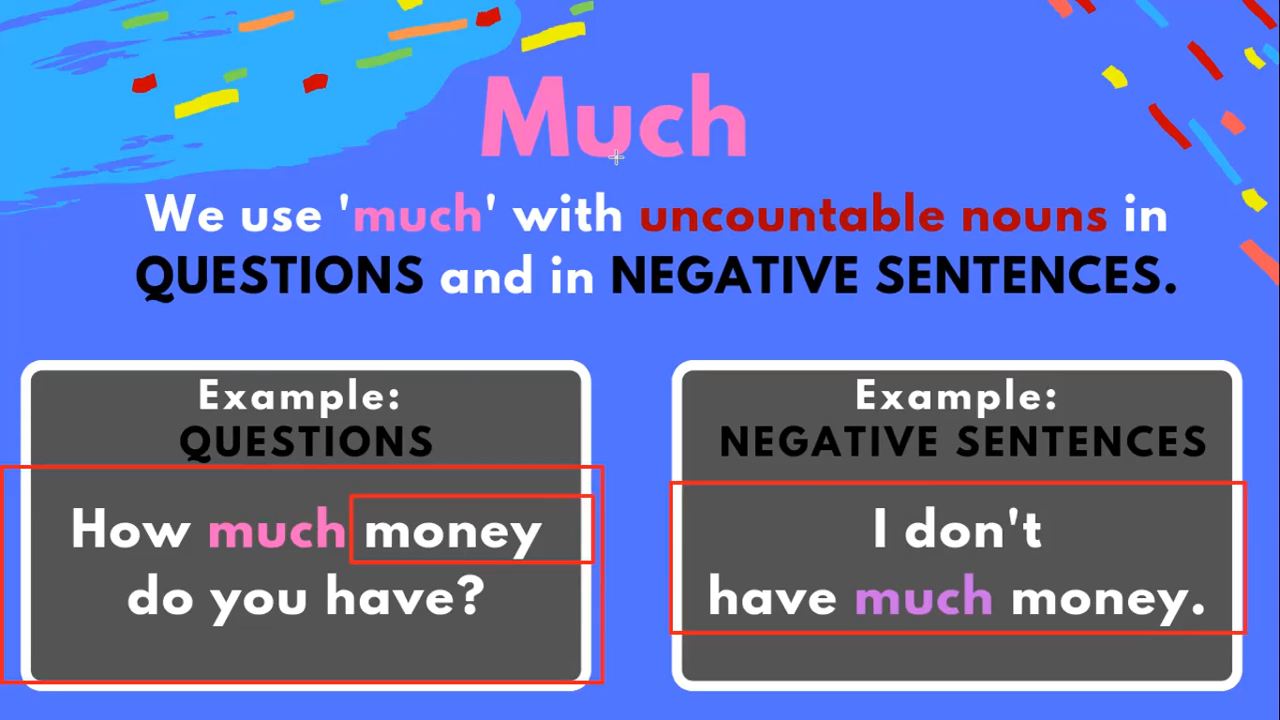 Much
We use 'much' with uncountable nouns in
QUESTIONS and in NEGATIVE SENTENCES.
Example:
QUESTIONS
How much money
do you have?
Example:
NEGATIVE SENTENCES
I don't
have much money.